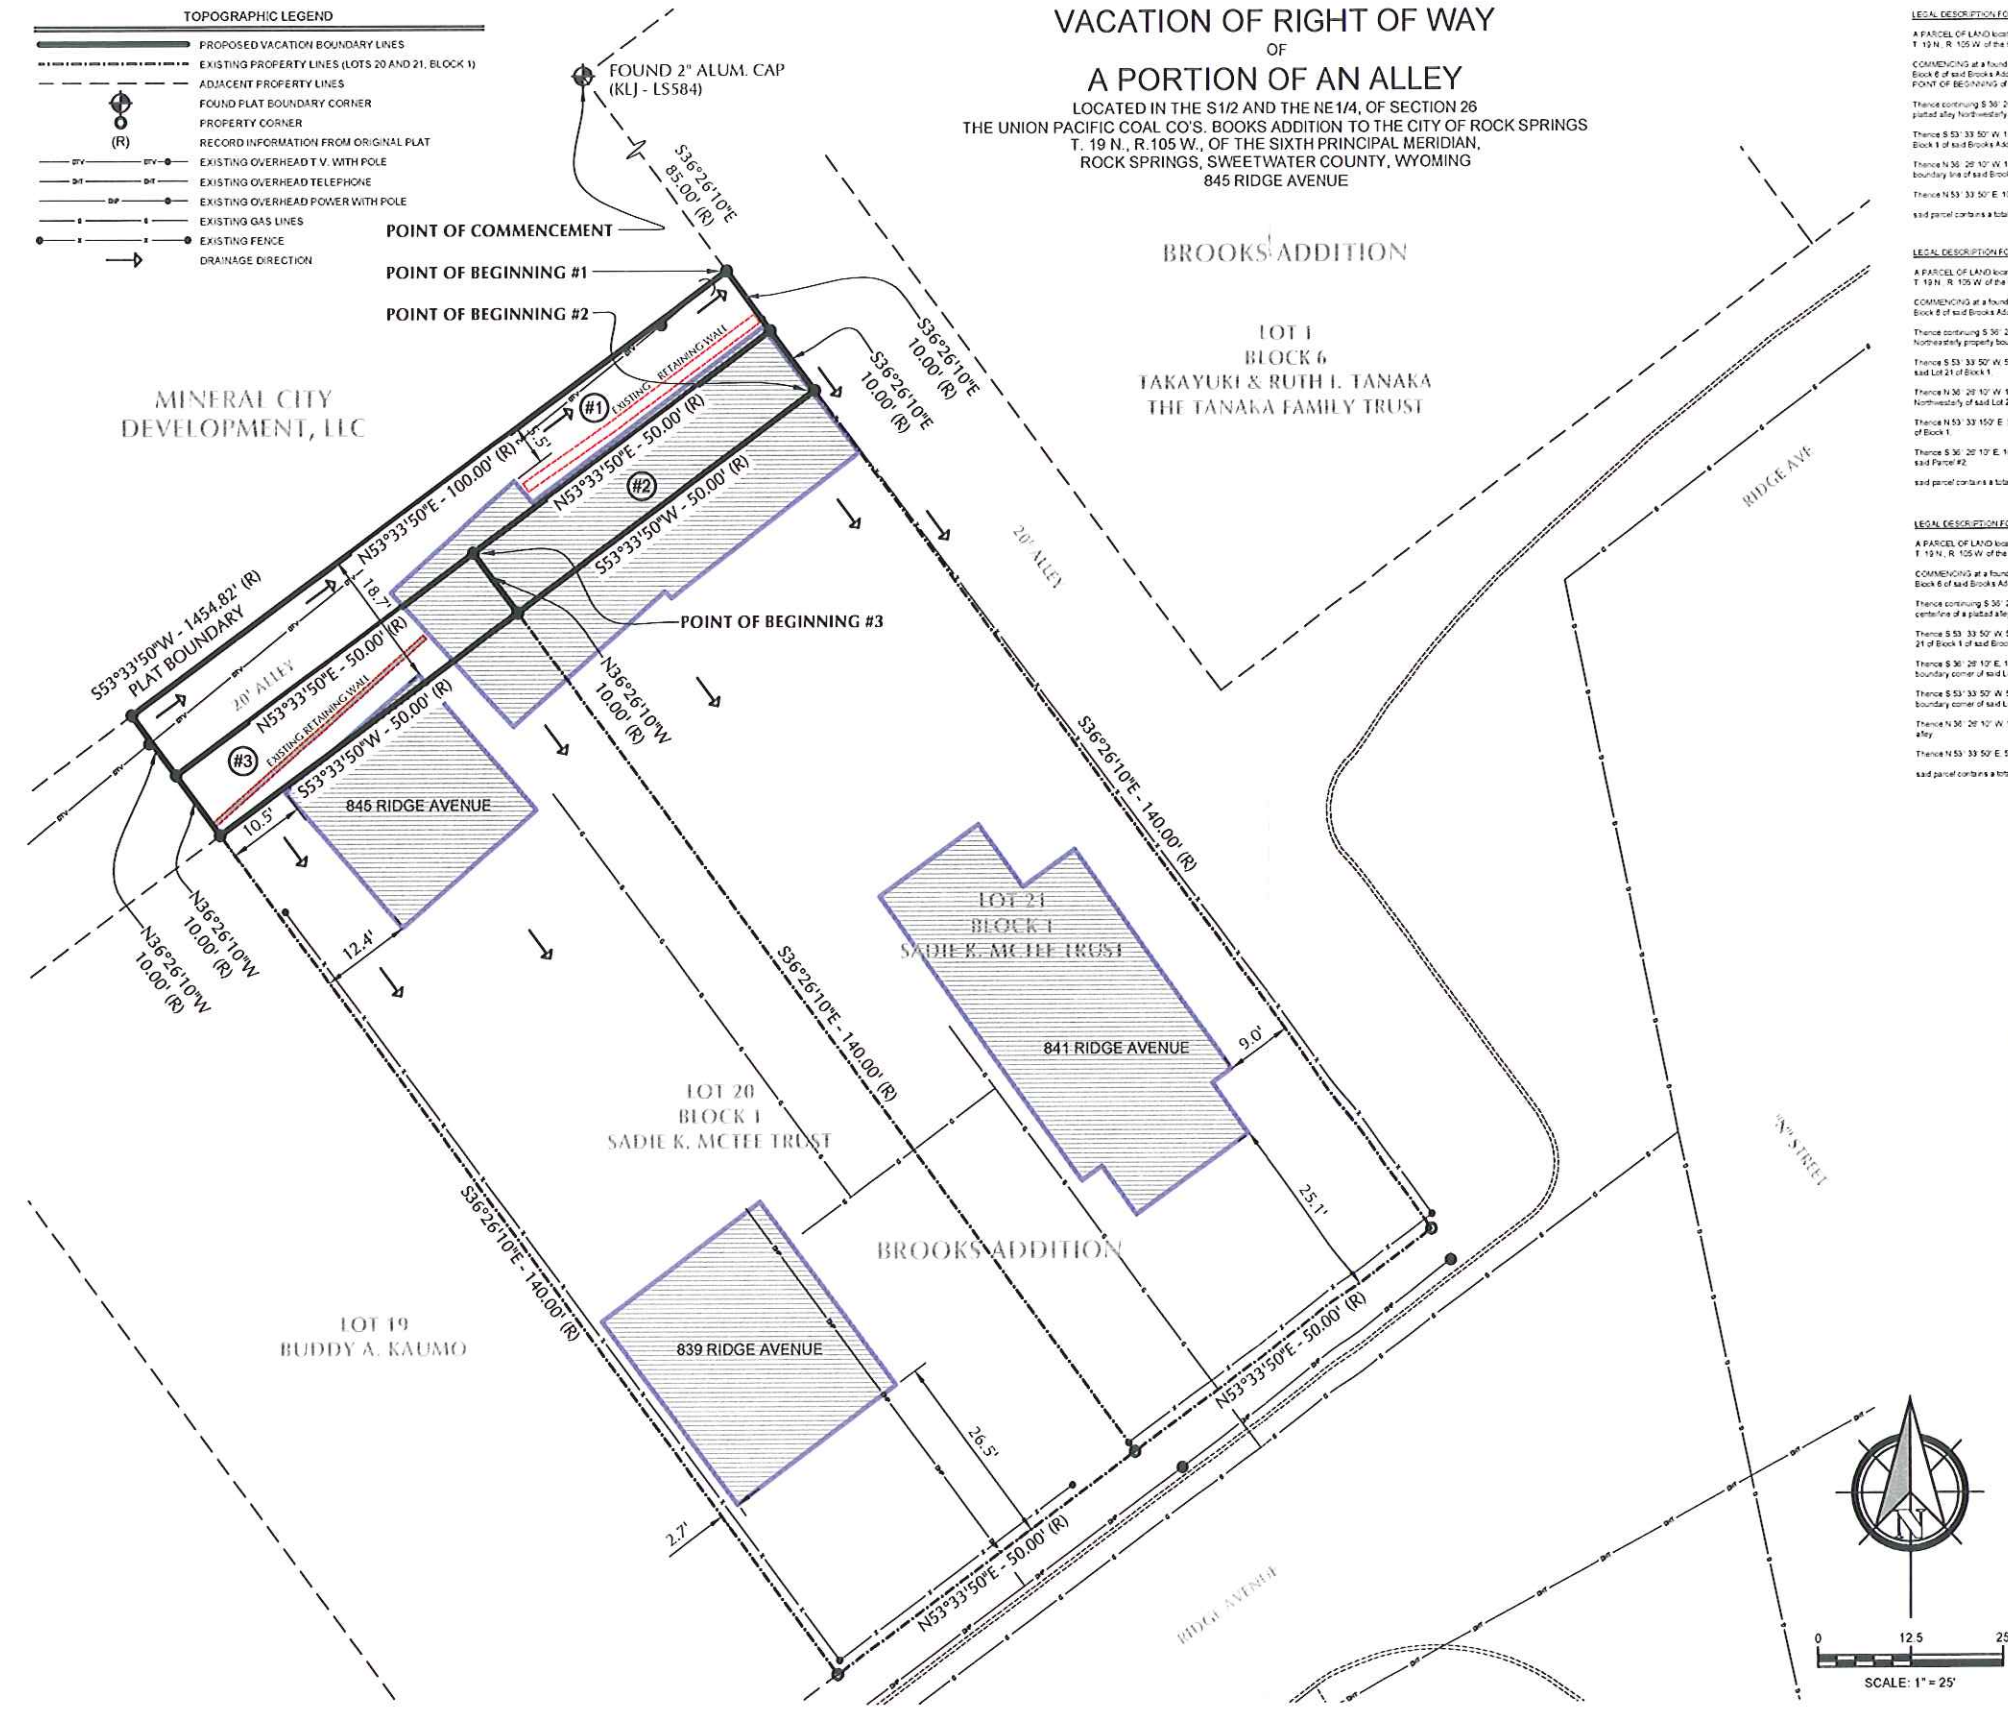 TOPOGRAPHIC LEGEND
PROPOSED VACATION BOUNDARY LINES
EXISTING PROPERTY LINES (LOTS 20 AND 21, BLOCK 1)
ADJACENT PROPERTY LINES
FOUND PLAT BOUNDARY CORNER
PROPERTY CORNER
(R) RECORD INFORMATION FROM ORIGINAL PLAT
EXISTING OVERHEAD T.V. WITH POLE
EXISTING OVERHEAD TELEPHONE
EXISTING OVERHEAD POWER WITH POLE
EXISTING GAS LINES
EXISTING FENCE
DRAINAGE DIRECTION
VACATION OF RIGHT OF WAY
OF
A PORTION OF AN ALLEY
LOCATED IN THE S1/2 AND THE NE1/4, OF SECTION 26
THE UNION PACIFIC COAL CO'S. BOOKS ADDITION TO THE CITY OF ROCK SPRINGS
T. 19 N., R.105 W., OF THE SIXTH PRINCIPAL MERIDIAN,
ROCK SPRINGS, SWEETWATER COUNTY, WYOMING
845 RIDGE AVENUE
FOUND 2" ALUM. CAP
(KLJ - LS584)
S36°26'10"E
85.00' (R)
POINT OF COMMENCEMENT
POINT OF BEGINNING #1
POINT OF BEGINNING #2
BROOKS ADDITION
LOT 1
BLOCK 6
TAKAYUKI & RUTH I. TANAKA
THE TANAKA FAMILY TRUST
S36°26'10"E
10.00' (R)
S36°26'10"E
10.00' (R)
MINERAL CITY
DEVELOPMENT, LLC
EXISTING RETAINING WALL
#1
5.5'
N53°33'50"E - 100.00' (R)
N53°33'50"E - 50.00' (R)
#2
S53°33'50"W - 50.00' (R)
20' ALLEY
RIDGE AVE
S53°33'50"W - 1454.82' (R)
PLAT BOUNDARY
18.7'
20' ALLEY
N53°33'50"E - 50.00' (R)
POINT OF BEGINNING #3
N36°26'10"W
10.00' (R)
#3
EXISTING RETAINING WALL
S53°33'50"W - 50.00' (R)
845 RIDGE AVENUE
10.5'
12.4'
N36°26'10"W
10.00' (R)
N36°26'10"W
10.00' (R)
S36°26'10"E - 140.00' (R)
S36°26'10"E - 140.00' (R)
S36°26'10"E - 140.00' (R)
LOT 21
BLOCK 1
SADIE K. MCTEE TRUST
841 RIDGE AVENUE
9.0'
25.1'
LOT 20
BLOCK 1
SADIE K. MCTEE TRUST
BROOKS ADDITION
"N" STREET
LOT 19
BUDDY A. KAUMO
839 RIDGE AVENUE
26.5'
2.7'
N53°33'50"E - 50.00' (R)
N53°33'50"E - 50.00' (R)
RIDGE AVENUE
N
0 12.5 25
SCALE: 1" = 25'